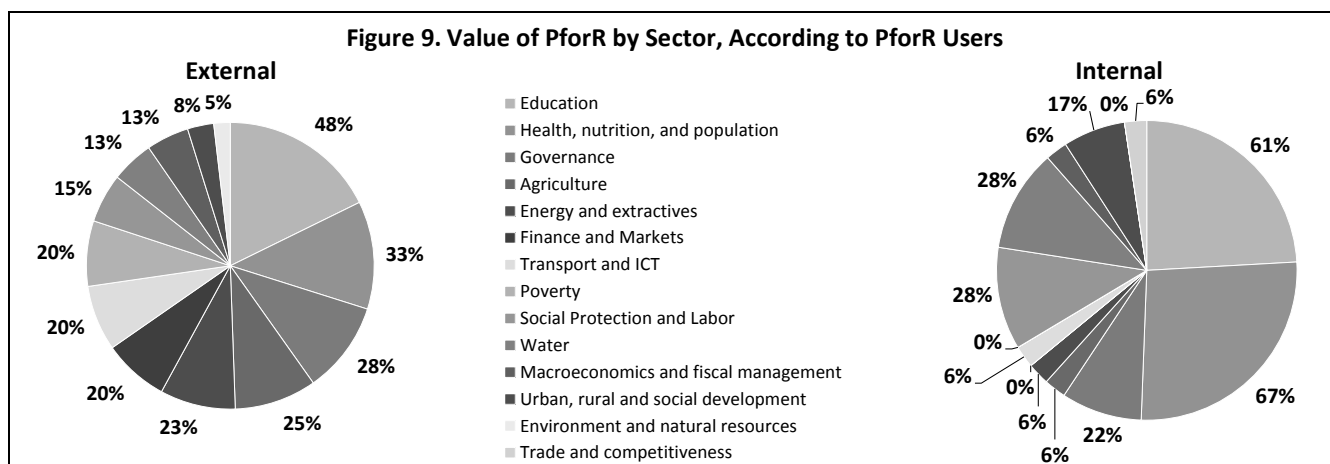 Figure 9. Value of PforR by Sector, According to PforR Users
External
48%
33%
28%
25%
23%
20%
20%
20%
15%
13%
13%
8%
5%
Education
Health, nutrition, and population
Governance
Agriculture
Energy and extractives
Finance and Markets
Transport and ICT
Poverty
Social Protection and Labor
Water
Macroeconomics and fiscal management
Urban, rural and social development
Environment and natural resources
Trade and competitiveness
Internal
61%
67%
22%
6%
6%
0%
6%
0%
28%
28%
6%
17%
0%
6%